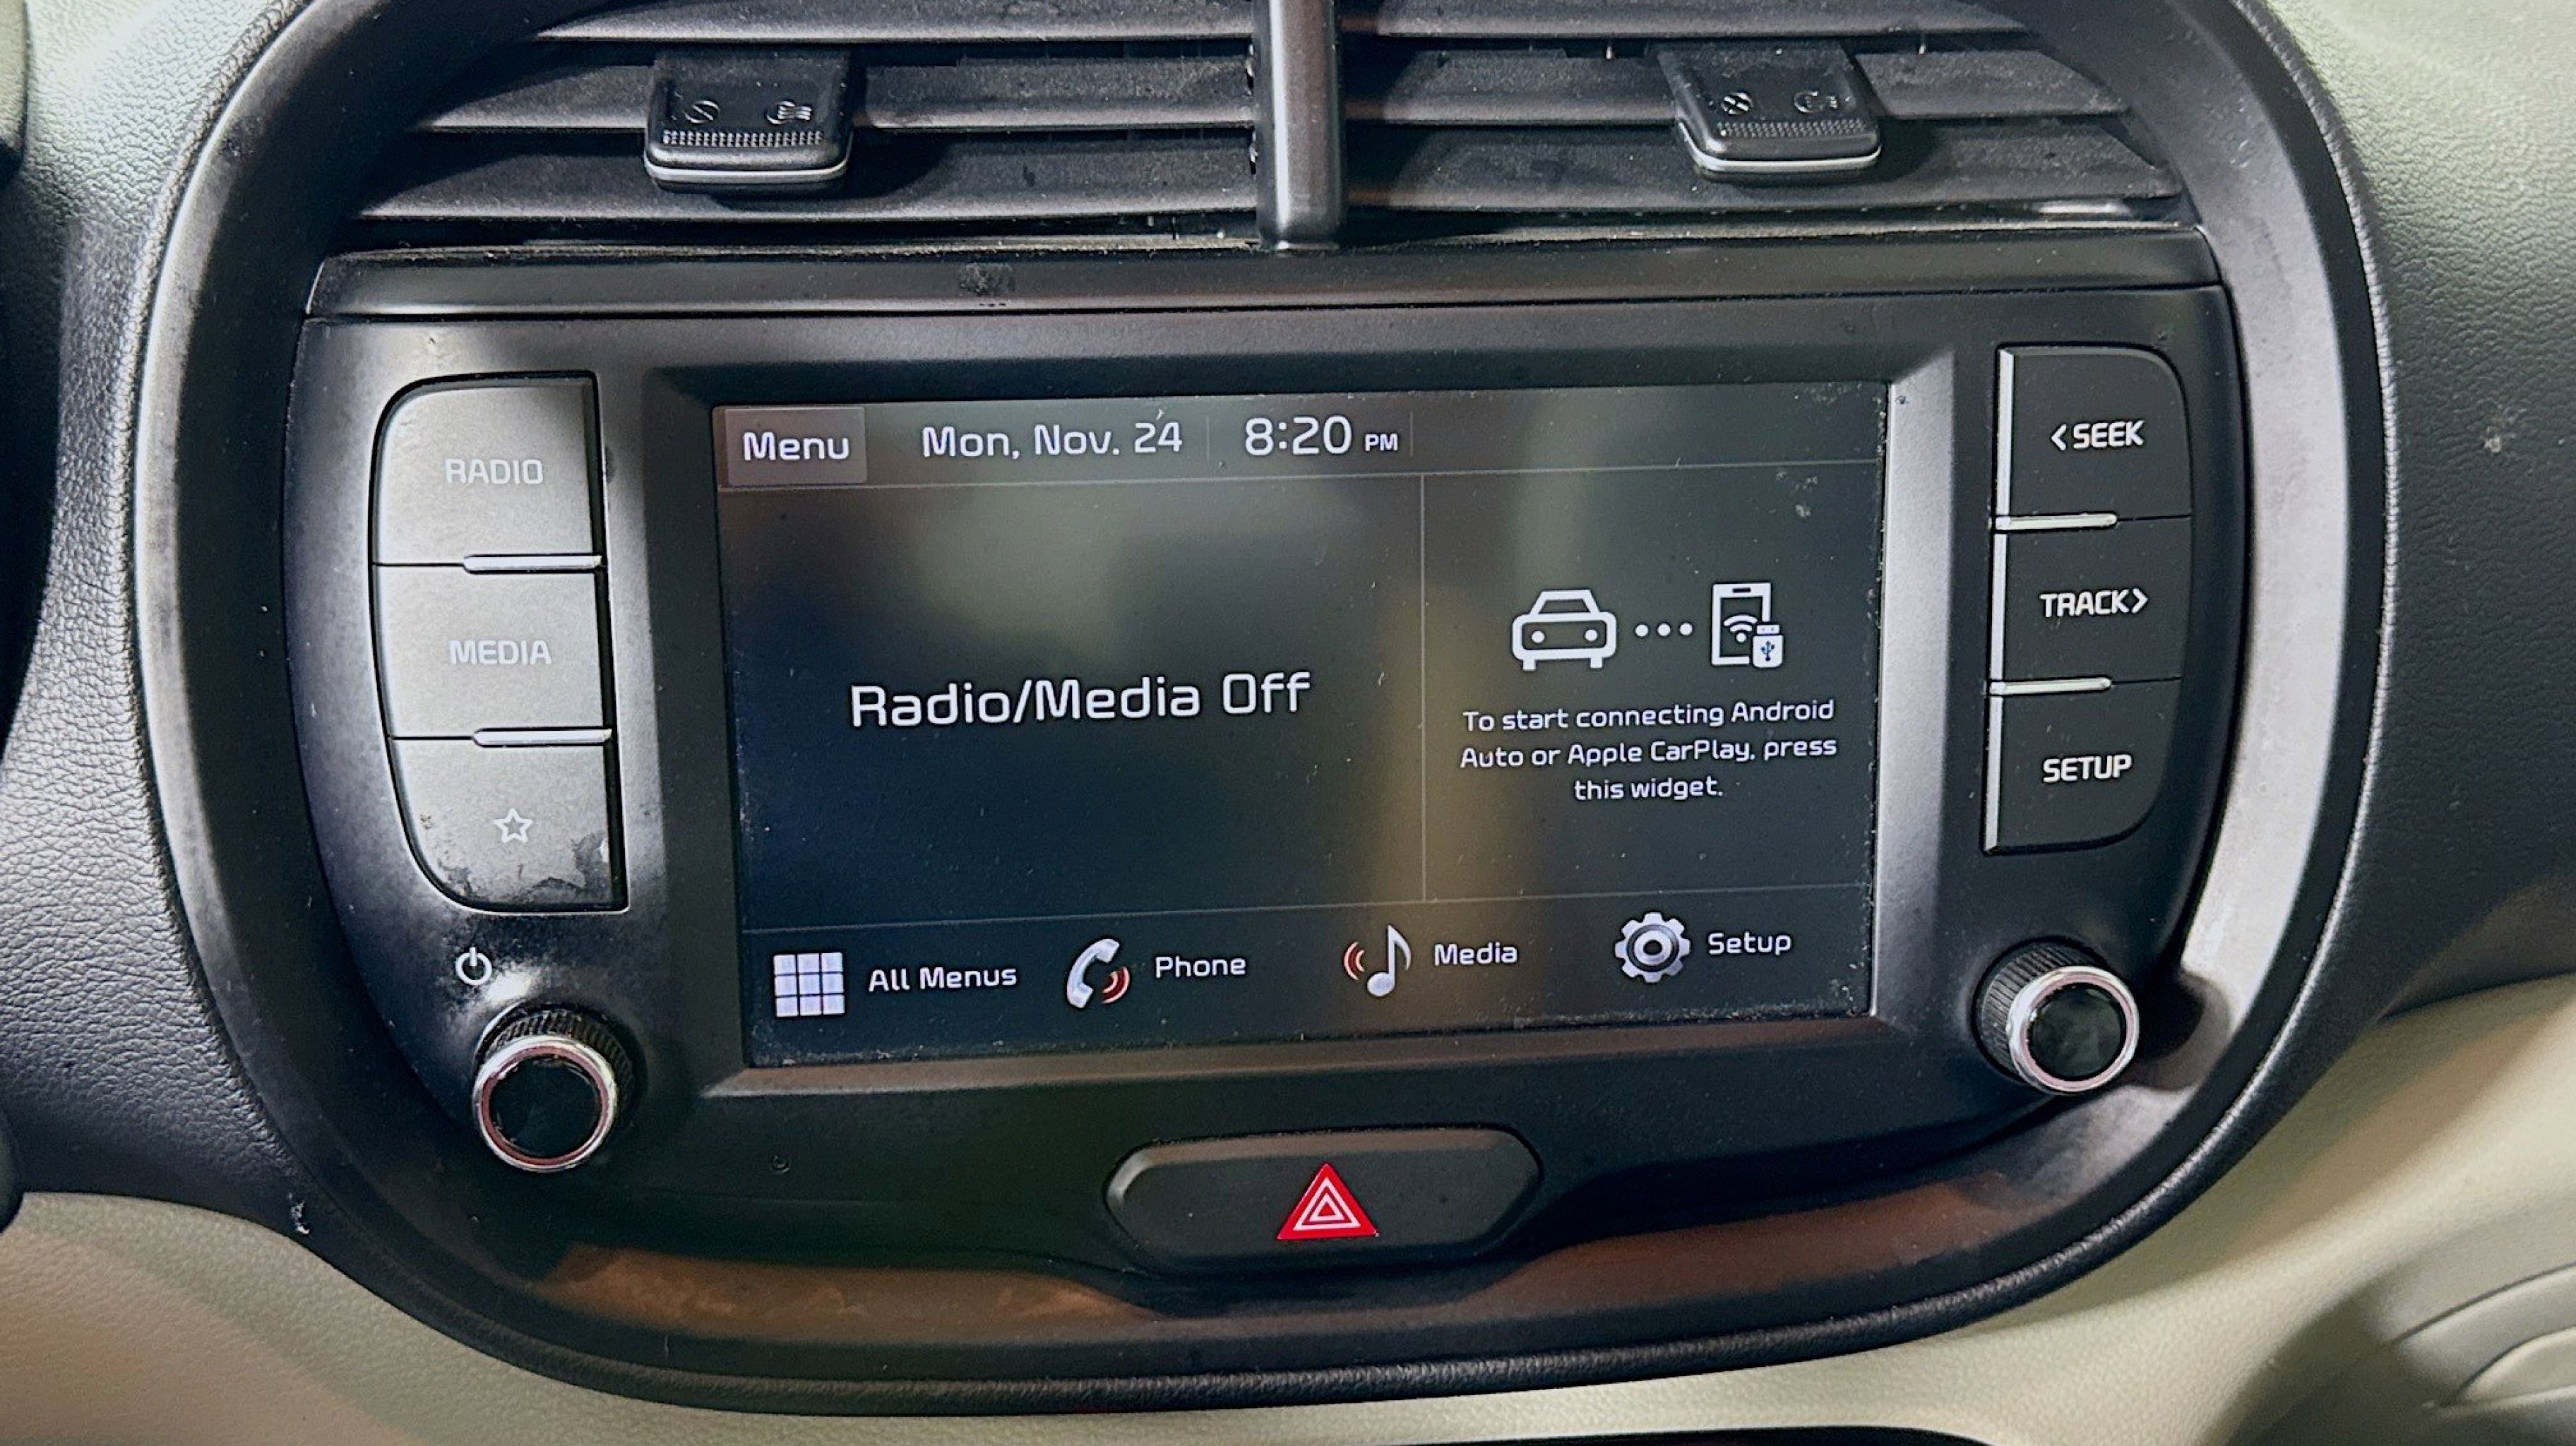 RADIO
MEDIA
Menu Mon, Nov. 24 8:20 PM
Radio/Media Off
To start connecting Android
Auto or Apple CarPlay, press
this widget.
All Menus Phone Media Setup
<SEEK
TRACK>
SETUP